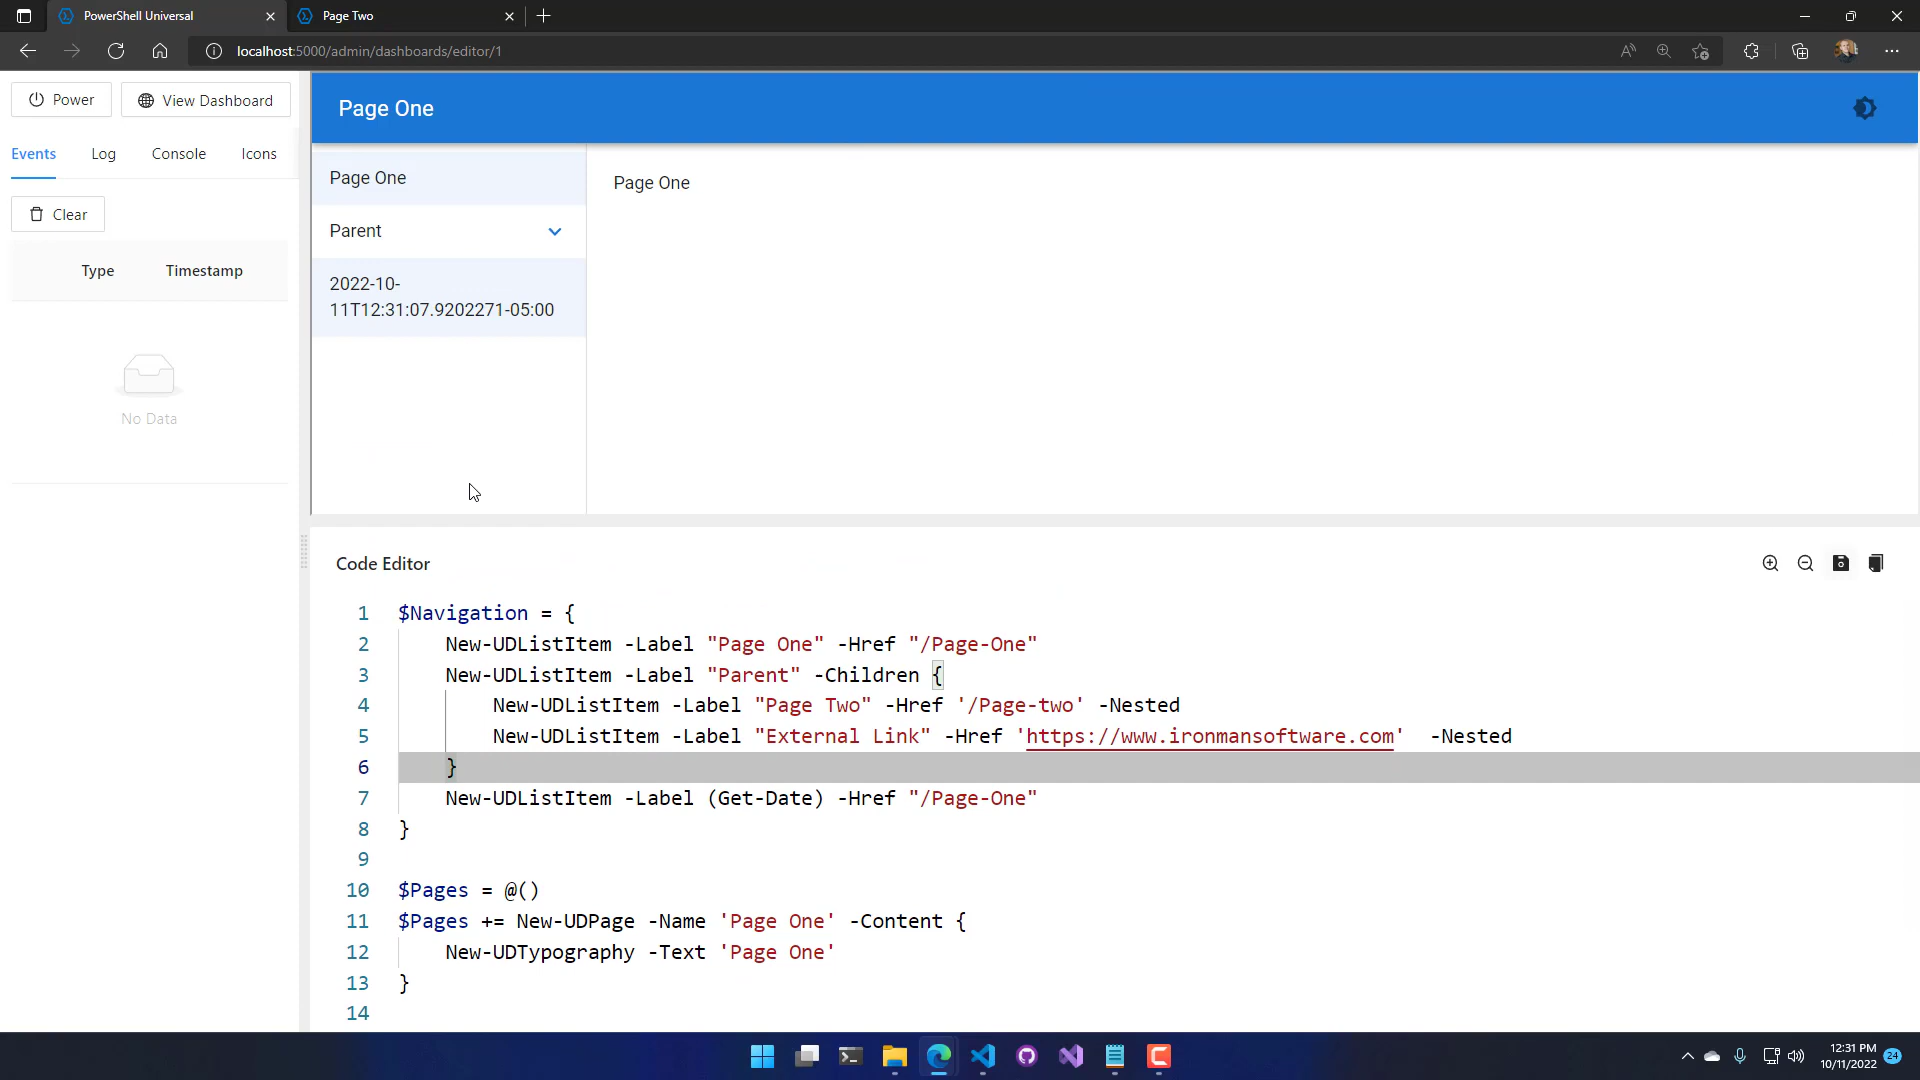 PowerShell Universal
Page Two
localhost:5000/admin/dashboards/editor/1
Power
View Dashboard
Events
Log
Console
Icons
Clear
Type
Timestamp
No Data
Page One
Page One
Parent
2022-10-
11T12:31:07.9202271-05:00
Page One
Code Editor
1 $Navigation = {
2 New-UDListItem -Label "Page One" -Href "/Page-One"
3 New-UDListItem -Label "Parent" -Children {
4 New-UDListItem -Label "Page Two" -Href '/Page-two' -Nested
5 New-UDListItem -Label "External Link" -Href 'https://www.ironmansoftware.com'  -Nested
6 }
7 New-UDListItem -Label (Get-Date) -Href "/Page-One"
8 }
9
10 $Pages = @()
11 $Pages += New-UDPage -Name 'Page One' -Content {
12 New-UDTypography -Text 'Page One'
13 }
14
12:31 PM
10/11/2022
24